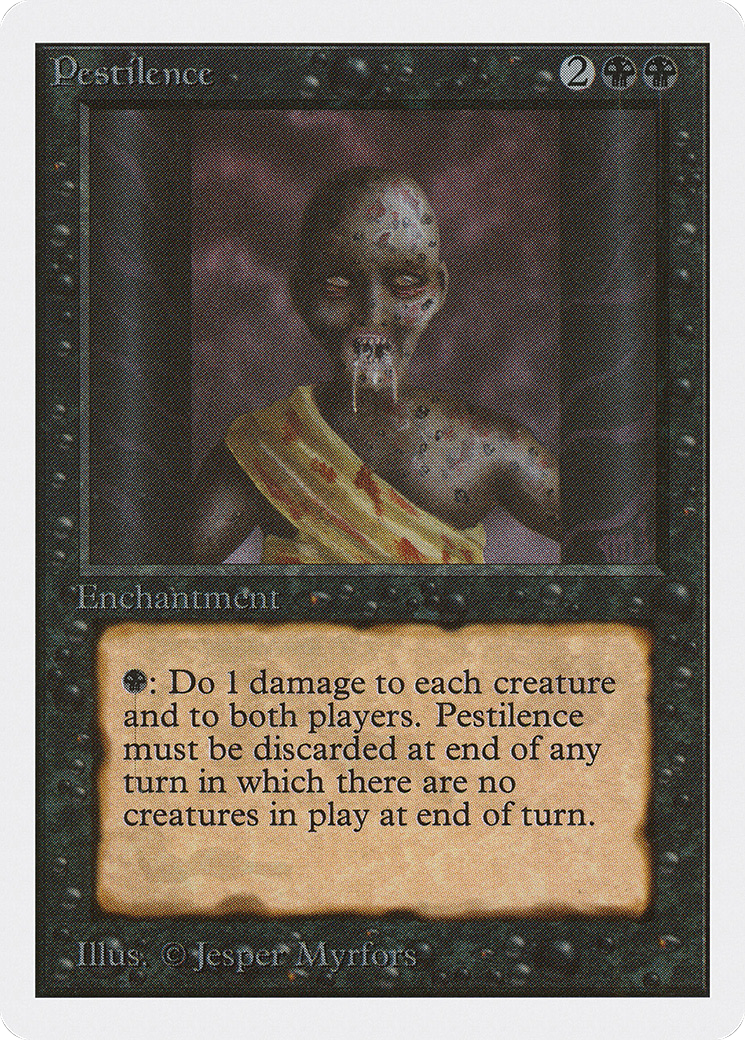 Pestilence 2
Enchantment
: Do 1 damage to each creature
and to both players. Pestilence
must be discarded at end of any
turn in which there are no
creatures in play at end of turn.
Illus. © Jesper Myrfors